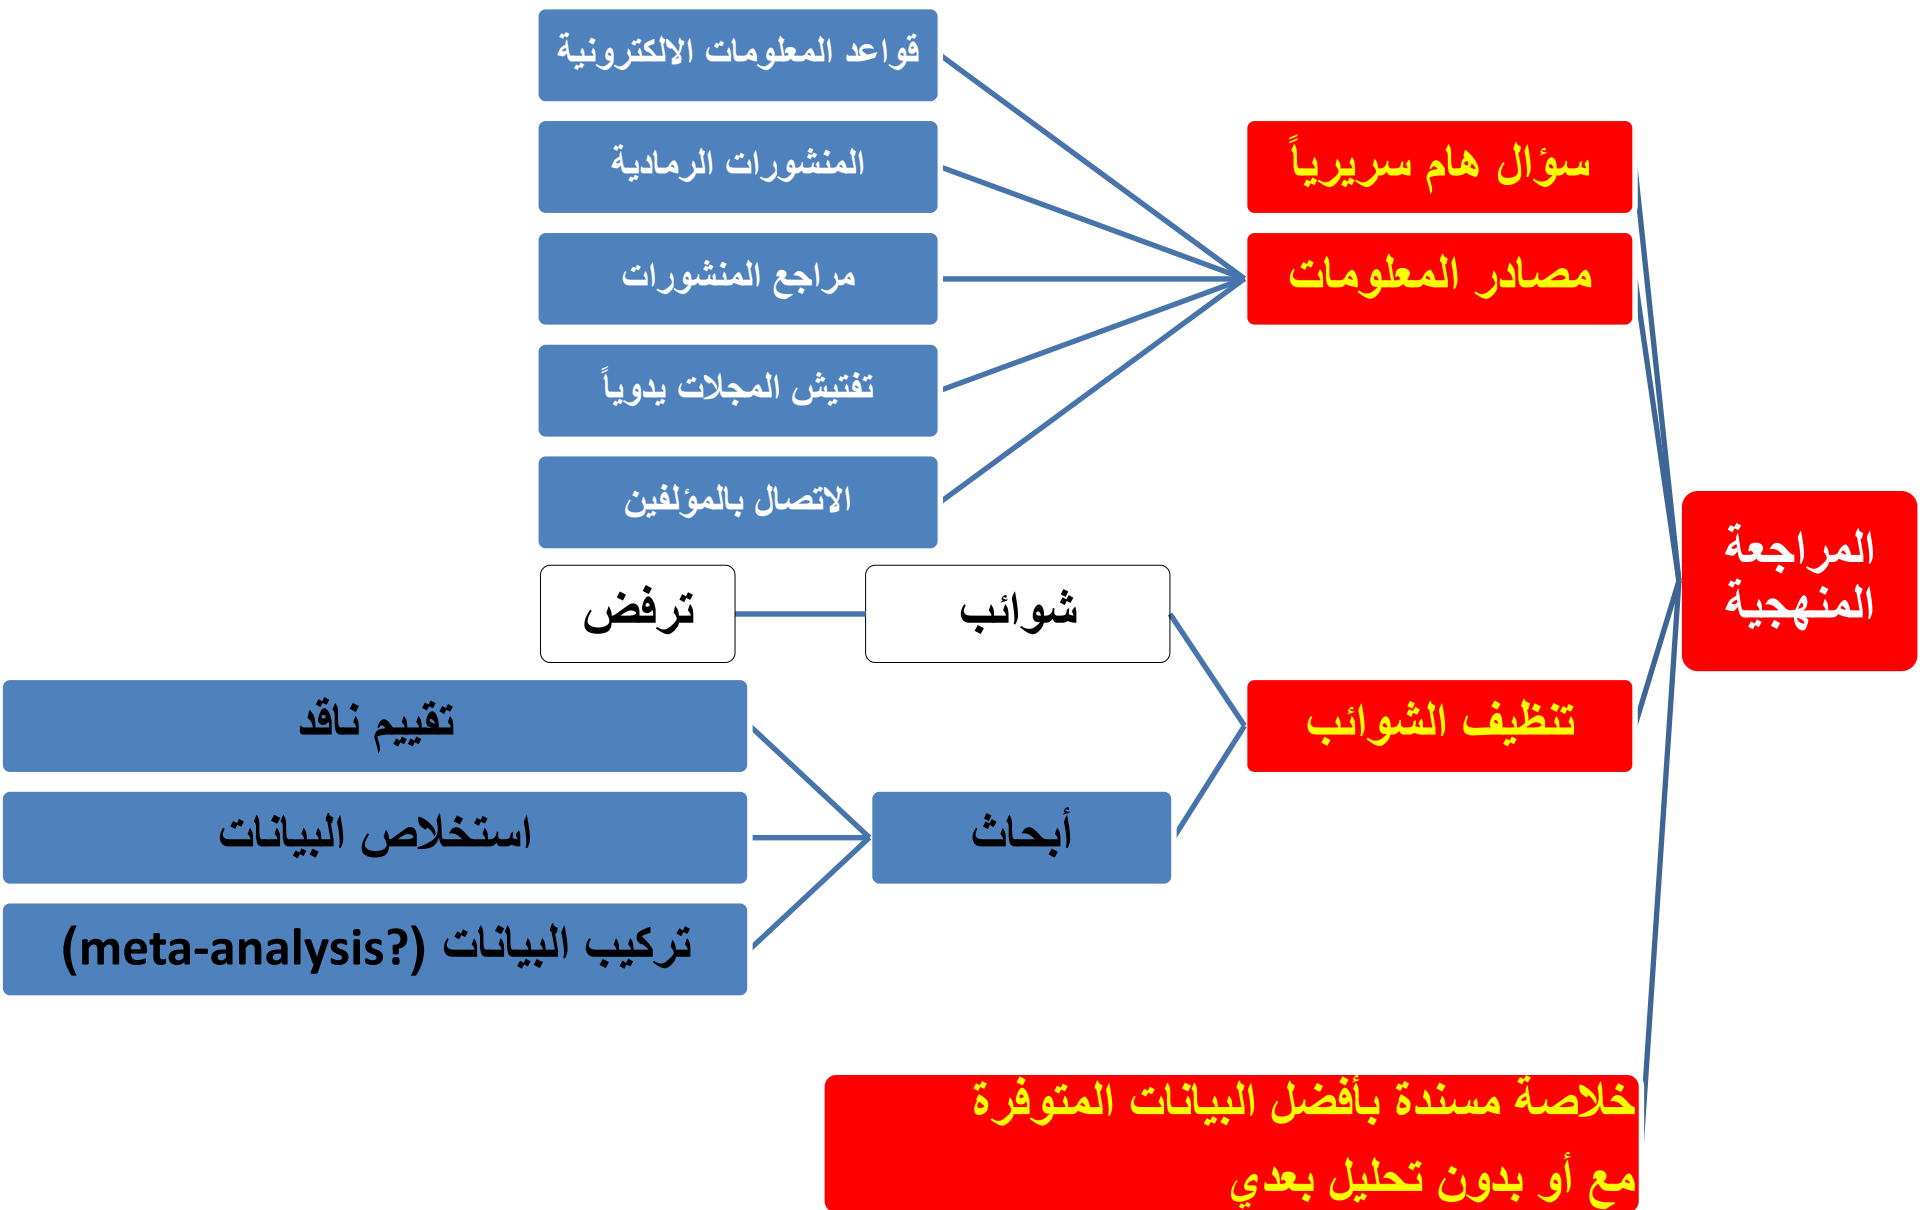 المراجعة
المنهجية
سؤال هام سريرياً
مصادر المعلومات
قواعد المعلومات الالكترونية
المنشورات الرمادية
مراجع المنشورات
تفتيش المجلات يدوياً
الاتصال بالمؤلفين
تنظيف الشوائب
شوائب
ترفض
أبحاث
تقييم ناقد
استخلاص البيانات
تركيب البيانات (meta-analysis?)
خلاصة مسندة بأفضل البيانات المتوفرة
مع أو بدون تحليل بعدي